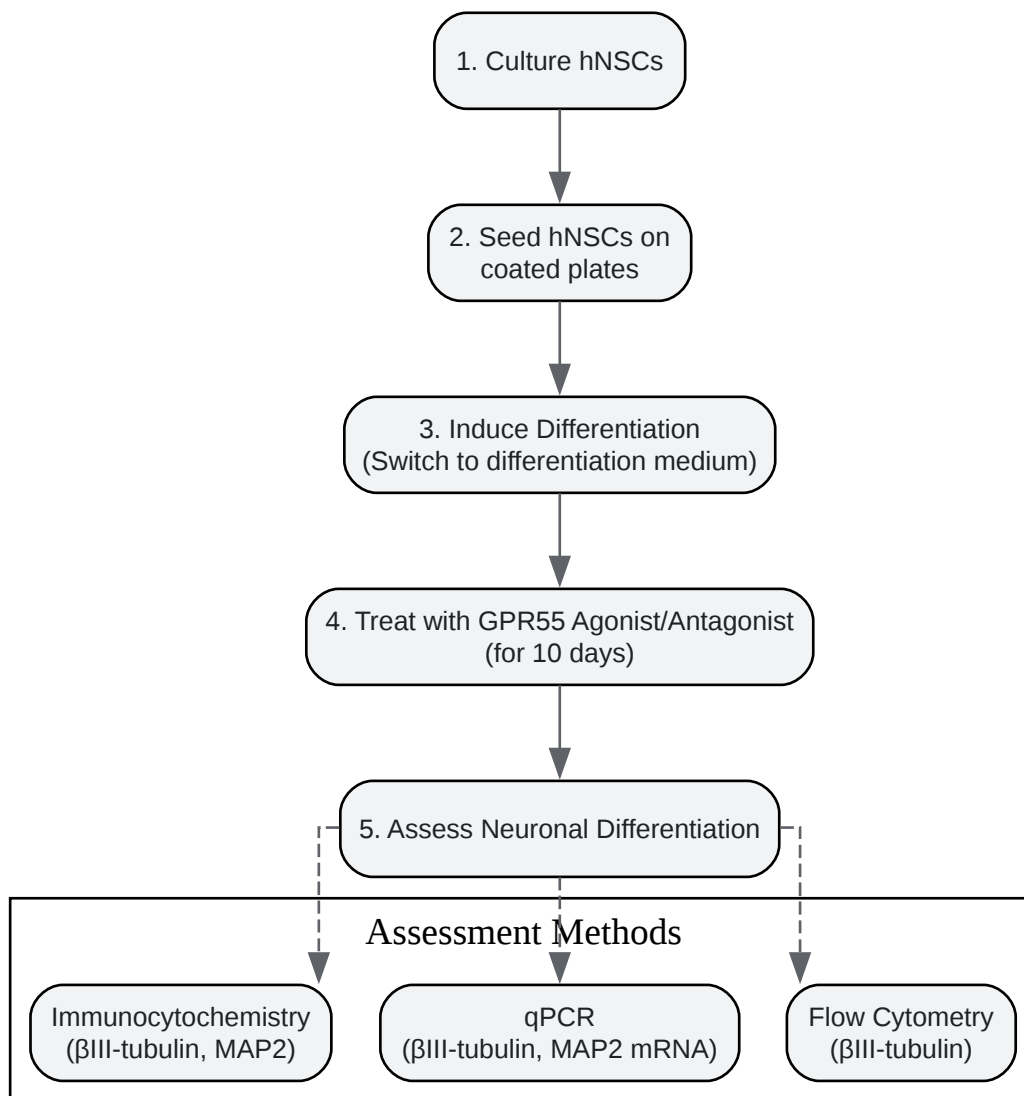 1. Culture hNSCs
2. Seed hNSCs on
coated plates
3. Induce Differentiation
(Switch to differentiation medium)
4. Treat with GPR55 Agonist/Antagonist
(for 10 days)
5. Assess Neuronal Differentiation
Assessment Methods
Immunocytochemistry
(βIII-tubulin, MAP2)
qPCR
(βIII-tubulin, MAP2 mRNA)
Flow Cytometry
(βIII-tubulin)